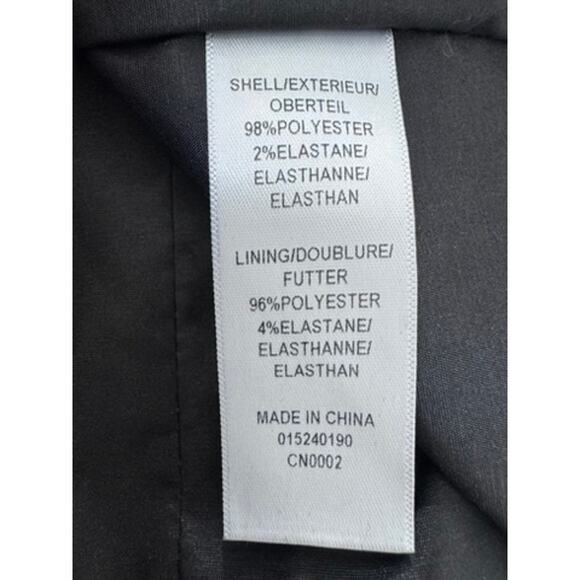 SHELL/EXTERIEUR/
OBERTEIL
98%POLYESTER
2%ELASTANE/
ELASTHANNE/
ELASTHAN
LINING/DOUBLURE/
FUTTER
96%POLYESTER
4%ELASTANE/
ELASTHANNE/
ELASTHAN
MADE IN CHINA
015240190
CN0002